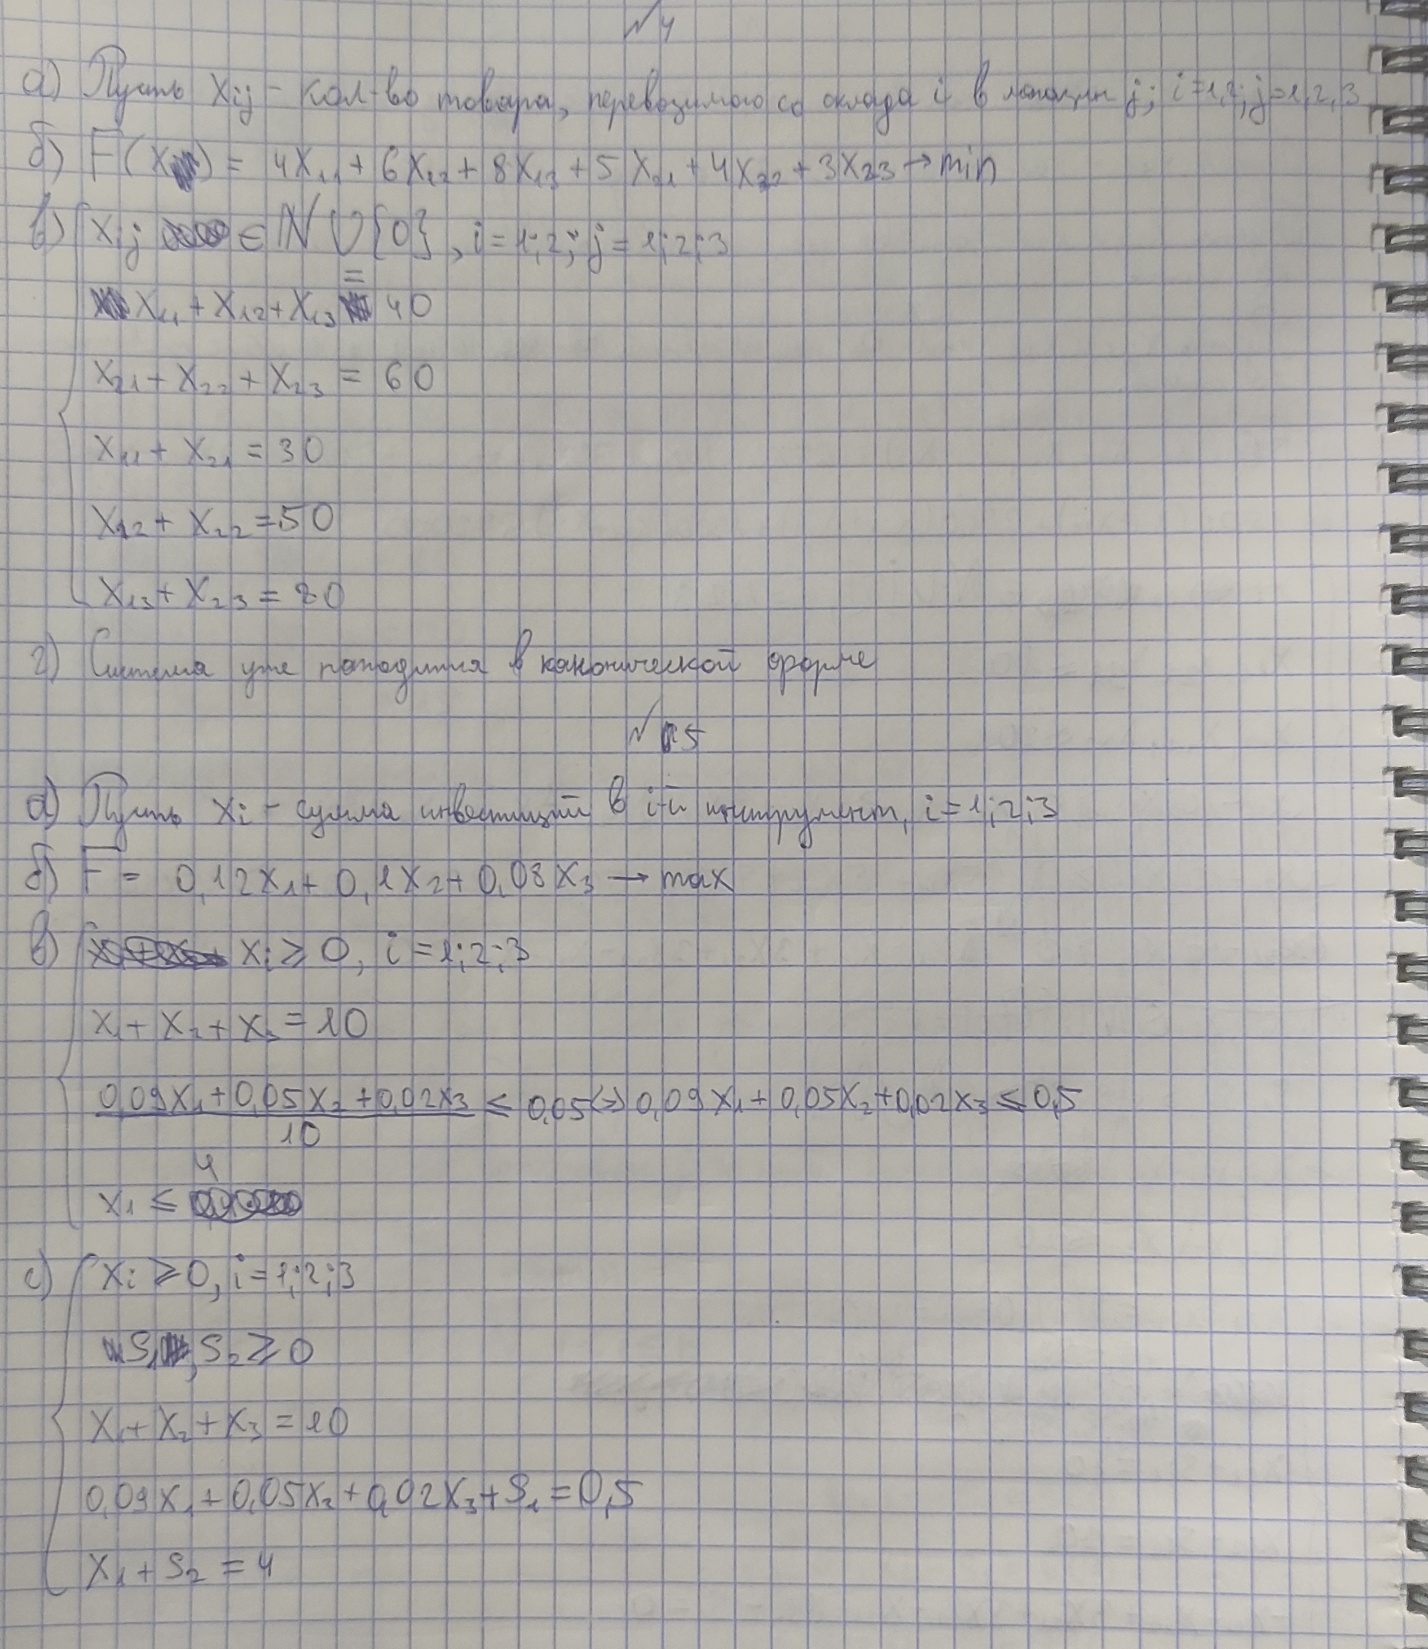 №4
а) Пусть xij - кол-во товара, перевозимого со склада i в магазин j; i=1,2; j=1,2,3
б) F(x) = 4x11 + 6x12 + 8x13 + 5x21 + 4x22 + 3x23 → min
в) xij ∈ N ∪ {0}, i=1;2; j=1;2;3
x11 + x12 + x13 = 40
x21 + x22 + x23 = 60
x11 + x21 = 30
x12 + x22 = 50
x13 + x23 = 20
г) Система уже находится в канонической форме
№5
а) Пусть xi - сумма инвестиций в i-й инструмент, i=1;2;3
б) F = 0,12x1 + 0,1x2 + 0,08x3 → max
в) xi ≥ 0, i=1;2;3
x1 + x2 + x3 = 10
(0,09x1 + 0,05x2 + 0,02x3)/10 ≤ 0,05 <=> 0,09x1 + 0,05x2 + 0,02x3 ≤ 0,5
x1 ≤ 4
с) xi ≥ 0, i=1;2;3
S1, S2 ≥ 0
x1 + x2 + x3 = 10
0,09x1 + 0,05x2 + 0,02x3 + S1 = 0,5
x1 + S2 = 4